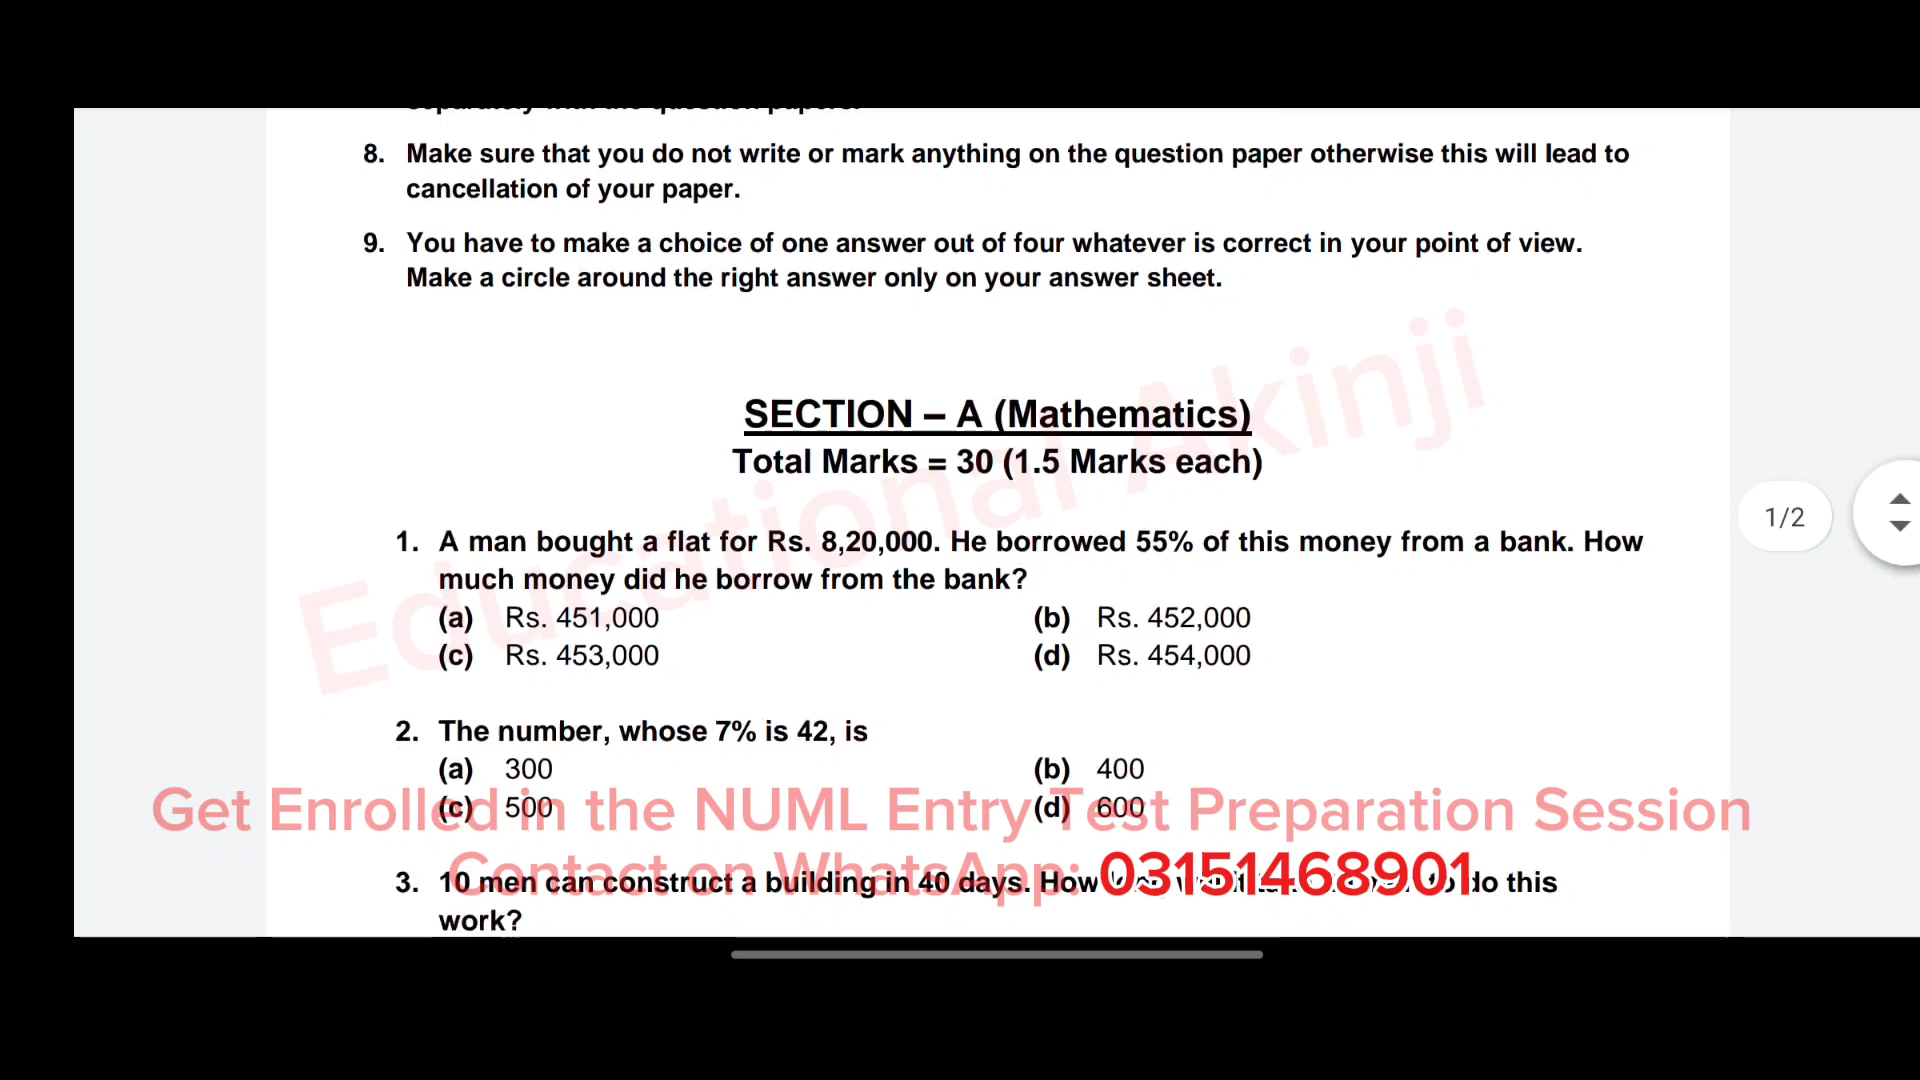 8. Make sure that you do not write or mark anything on the question paper otherwise this will lead to
cancellation of your paper.
9. You have to make a choice of one answer out of four whatever is correct in your point of view.
Make a circle around the right answer only on your answer sheet.
Educational Akinji
SECTION – A (Mathematics)
Total Marks = 30 (1.5 Marks each)
1/2
1. A man bought a flat for Rs. 8,20,000. He borrowed 55% of this money from a bank. How
much money did he borrow from the bank?
(a) Rs. 451,000 (b) Rs. 452,000
(c) Rs. 453,000 (d) Rs. 454,000
2. The number, whose 7% is 42, is
(a) 300 (b) 400
(c) 500 (d) 600
Get Enrolled in the NUML Entry Test Preparation Session
Contact on WhatsApp: 03151468901
3. 10 men can construct a building in 40 days. How do this
work?